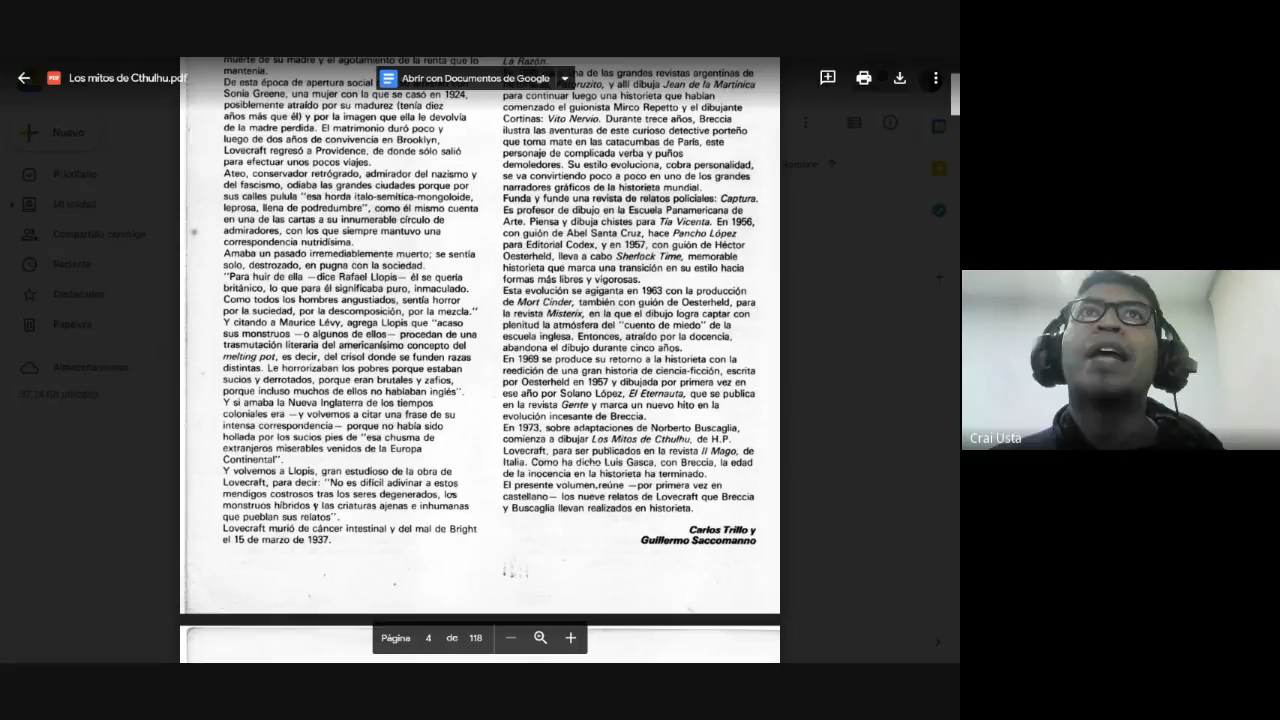 Los mitos de Cthulhu.pdf
Abrir con Documentos de Google
Nuevo
Prioritario
Mi unidad
Compartido conmigo
Reciente
Destacados
Papelera
Almacenamiento
muerte de su madre y el agotamiento de la renta que lo
mantenía.
De esta época de apertura social
Sonia Greene, una mujer con la que se casó en 1924,
posiblemente atraído por su madurez (tenía diez
años más que él) y por la imagen que ella le devolvía
de la madre perdida. El matrimonio duró poco y
luego de dos años de convivencia en Brooklyn,
Lovecraft regresó a Providence, de donde sólo salió
para efectuar unos pocos viajes.
Ateo, conservador retrógrado, admirador del nazismo y
del fascismo, odiaba las grandes ciudades porque por
sus calles pulula "esa horda italo-semítica-mongoloide,
leprosa, llena de podredumbre", como él mismo cuenta
en una de las cartas a su innumerable círculo de
admiradores, con los que siempre mantuvo una
correspondencia nutridísima.
Amaba un pasado irremediablemente muerto; se sentía
solo, destrozado, en pugna con la sociedad.
"Para huir de ella —dice Rafael Llopis— él se quería
británico, lo que para él significaba puro, inmaculado.
Como todos los hombres angustiados, sentía horror
por la suciedad, por la descomposición, por la mezcla."
Y citando a Maurice Lévy, agrega Llopis que "acaso
sus monstruos —o algunos de ellos— procedan de una
trasmutación literaria del americanísimo concepto del
melting pot, es decir, del crisol donde se funden razas
distintas. Le horrorizaban los pobres porque estaban
sucios y derrotados, porque eran brutales y zafios,
porque incluso muchos de ellos no hablaban inglés".
Y si amaba la Nueva Inglaterra de los tiempos
coloniales era —y volvemos a citar una frase de su
intensa correspondencia— porque no había sido
hollada por los sucios pies de "esa chusma de
extranjeros miserables venidos de la Europa
Continental".
Y volvemos a Llopis, gran estudioso de la obra de
Lovecraft, para decir: "No es difícil adivinar a estos
mendigos costrosos tras los seres degenerados, los
monstruos híbridos y las criaturas ajenas e inhumanas
que pueblan sus relatos".
Lovecraft murió de cáncer intestinal y del mal de Bright
el 15 de marzo de 1937.
La Razón.
una de las grandes revistas argentinas de
Patoruzito, y allí dibuja Jean de la Martinica
para continuar luego una historieta que habían
comenzado el guionista Mirco Repetto y el dibujante
Cortinas: Vito Nervio. Durante trece años, Breccia
ilustra las aventuras de este curioso detective porteño
que toma mate en las catacumbas de París, este
personaje de complicada verba y puños
demoledores. Su estilo evoluciona, cobra personalidad,
se va convirtiendo poco a poco en uno de los grandes
narradores gráficos de la historieta mundial.
Funda y funde una revista de relatos policiales: Captura.
Es profesor de dibujo en la Escuela Panamericana de
Arte. Piensa y dibuja chistes para Tía Vicenta. En 1956,
con guión de Abel Santa Cruz, hace Pancho López
para Editorial Codex, y en 1957, con guión de Héctor
Oesterheld, lleva a cabo Sherlock Time, memorable
historieta que marca una transición en su estilo hacia
formas más libres y vigorosas.
Esta evolución se agiganta en 1963 con la producción
de Mort Cinder, también con guión de Oesterheld, para
la revista Misterix, en la que el dibujo logra captar con
plenitud la atmósfera del "cuento de miedo" de la
escuela inglesa. Entonces, atraído por la docencia,
abandona el dibujo durante cinco años.
En 1969 se produce su retorno a la historieta con la
reedición de una gran historia de ciencia-ficción, escrita
por Oesterheld en 1957 y dibujada por primera vez en
ese año por Solano López, El Eternauta, que se publica
en la revista Gente y marca un nuevo hito en la
evolución incesante de Breccia.
En 1973, sobre adaptaciones de Norberto Buscaglia,
comienza a dibujar Los Mitos de Cthulhu, de H.P.
Lovecraft, para ser publicados en la revista Il Mago, de
Italia. Como ha dicho Luis Gasca, con Breccia, la edad
de la inocencia en la historieta ha terminado.
El presente volumen,reúne —por primera vez en
castellano— los nueve relatos de Lovecraft que Breccia
y Buscaglia llevan realizados en historieta.
Carlos Trillo y
Guillermo Saccomanno
Página 4 de 118
Crai Usta